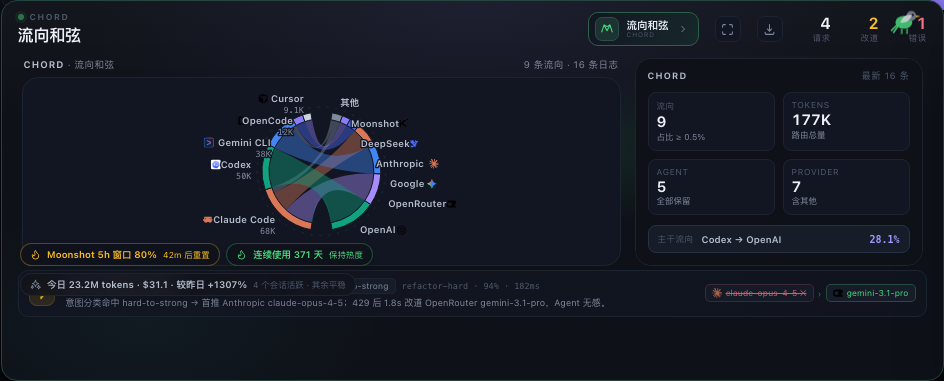 CHORD
流向和弦
流向和弦
CHORD
4
请求
2
改道
1
错误
CHORD · 流向和弦
9 条流向 · 16 条日志
Cursor
9.1K
OpenCode
12K
Gemini CLI
38K
Codex
50K
Claude Code
68K
其他
Moonshot
DeepSeek
Anthropic
Google
OpenRouter
OpenAI
CHORD
最新 16 条
流向
9
占比 ≥ 0.5%
TOKENS
177K
路由总量
AGENT
5
全部保留
PROVIDER
7
含其他
主干流向 Codex → OpenAI 28.1%
Moonshot 5h 窗口 80% 42m 后重置
连续使用 371 天 保持热度
今日 23.2M tokens · $31.1 · 较昨日 +1307% 4 个会话活跃 · 其余平稳
o-strong refactor-hard · 94% · 182ms
意图分类命中 hard-to-strong → 首推 Anthropic claude-opus-4-5; 429 后 1.8s 改道 OpenRouter gemini-3.1-pro, Agent 无感。
claude-opus-4-5 ✕ › gemini-3.1-pro